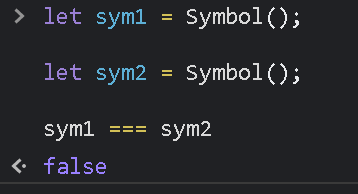 let sym1 = Symbol();
let sym2 = Symbol();
sym1 === sym2
false